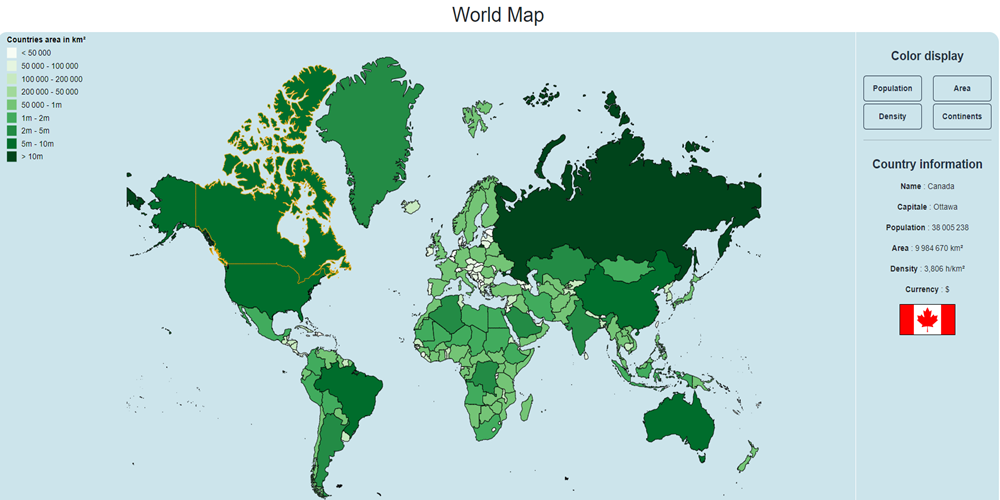 World Map
Countries area in km²
< 50 000
50 000 - 100 000
100 000 - 200 000
200 000 - 50 000
50 000 - 1m
1m - 2m
2m - 5m
5m - 10m
> 10m
Color display
Population Area
Density Continents
Country information
Name : Canada
Capitale : Ottawa
Population : 38 005 238
Area : 9 984 670 km²
Density : 3,806 h/km²
Currency : $